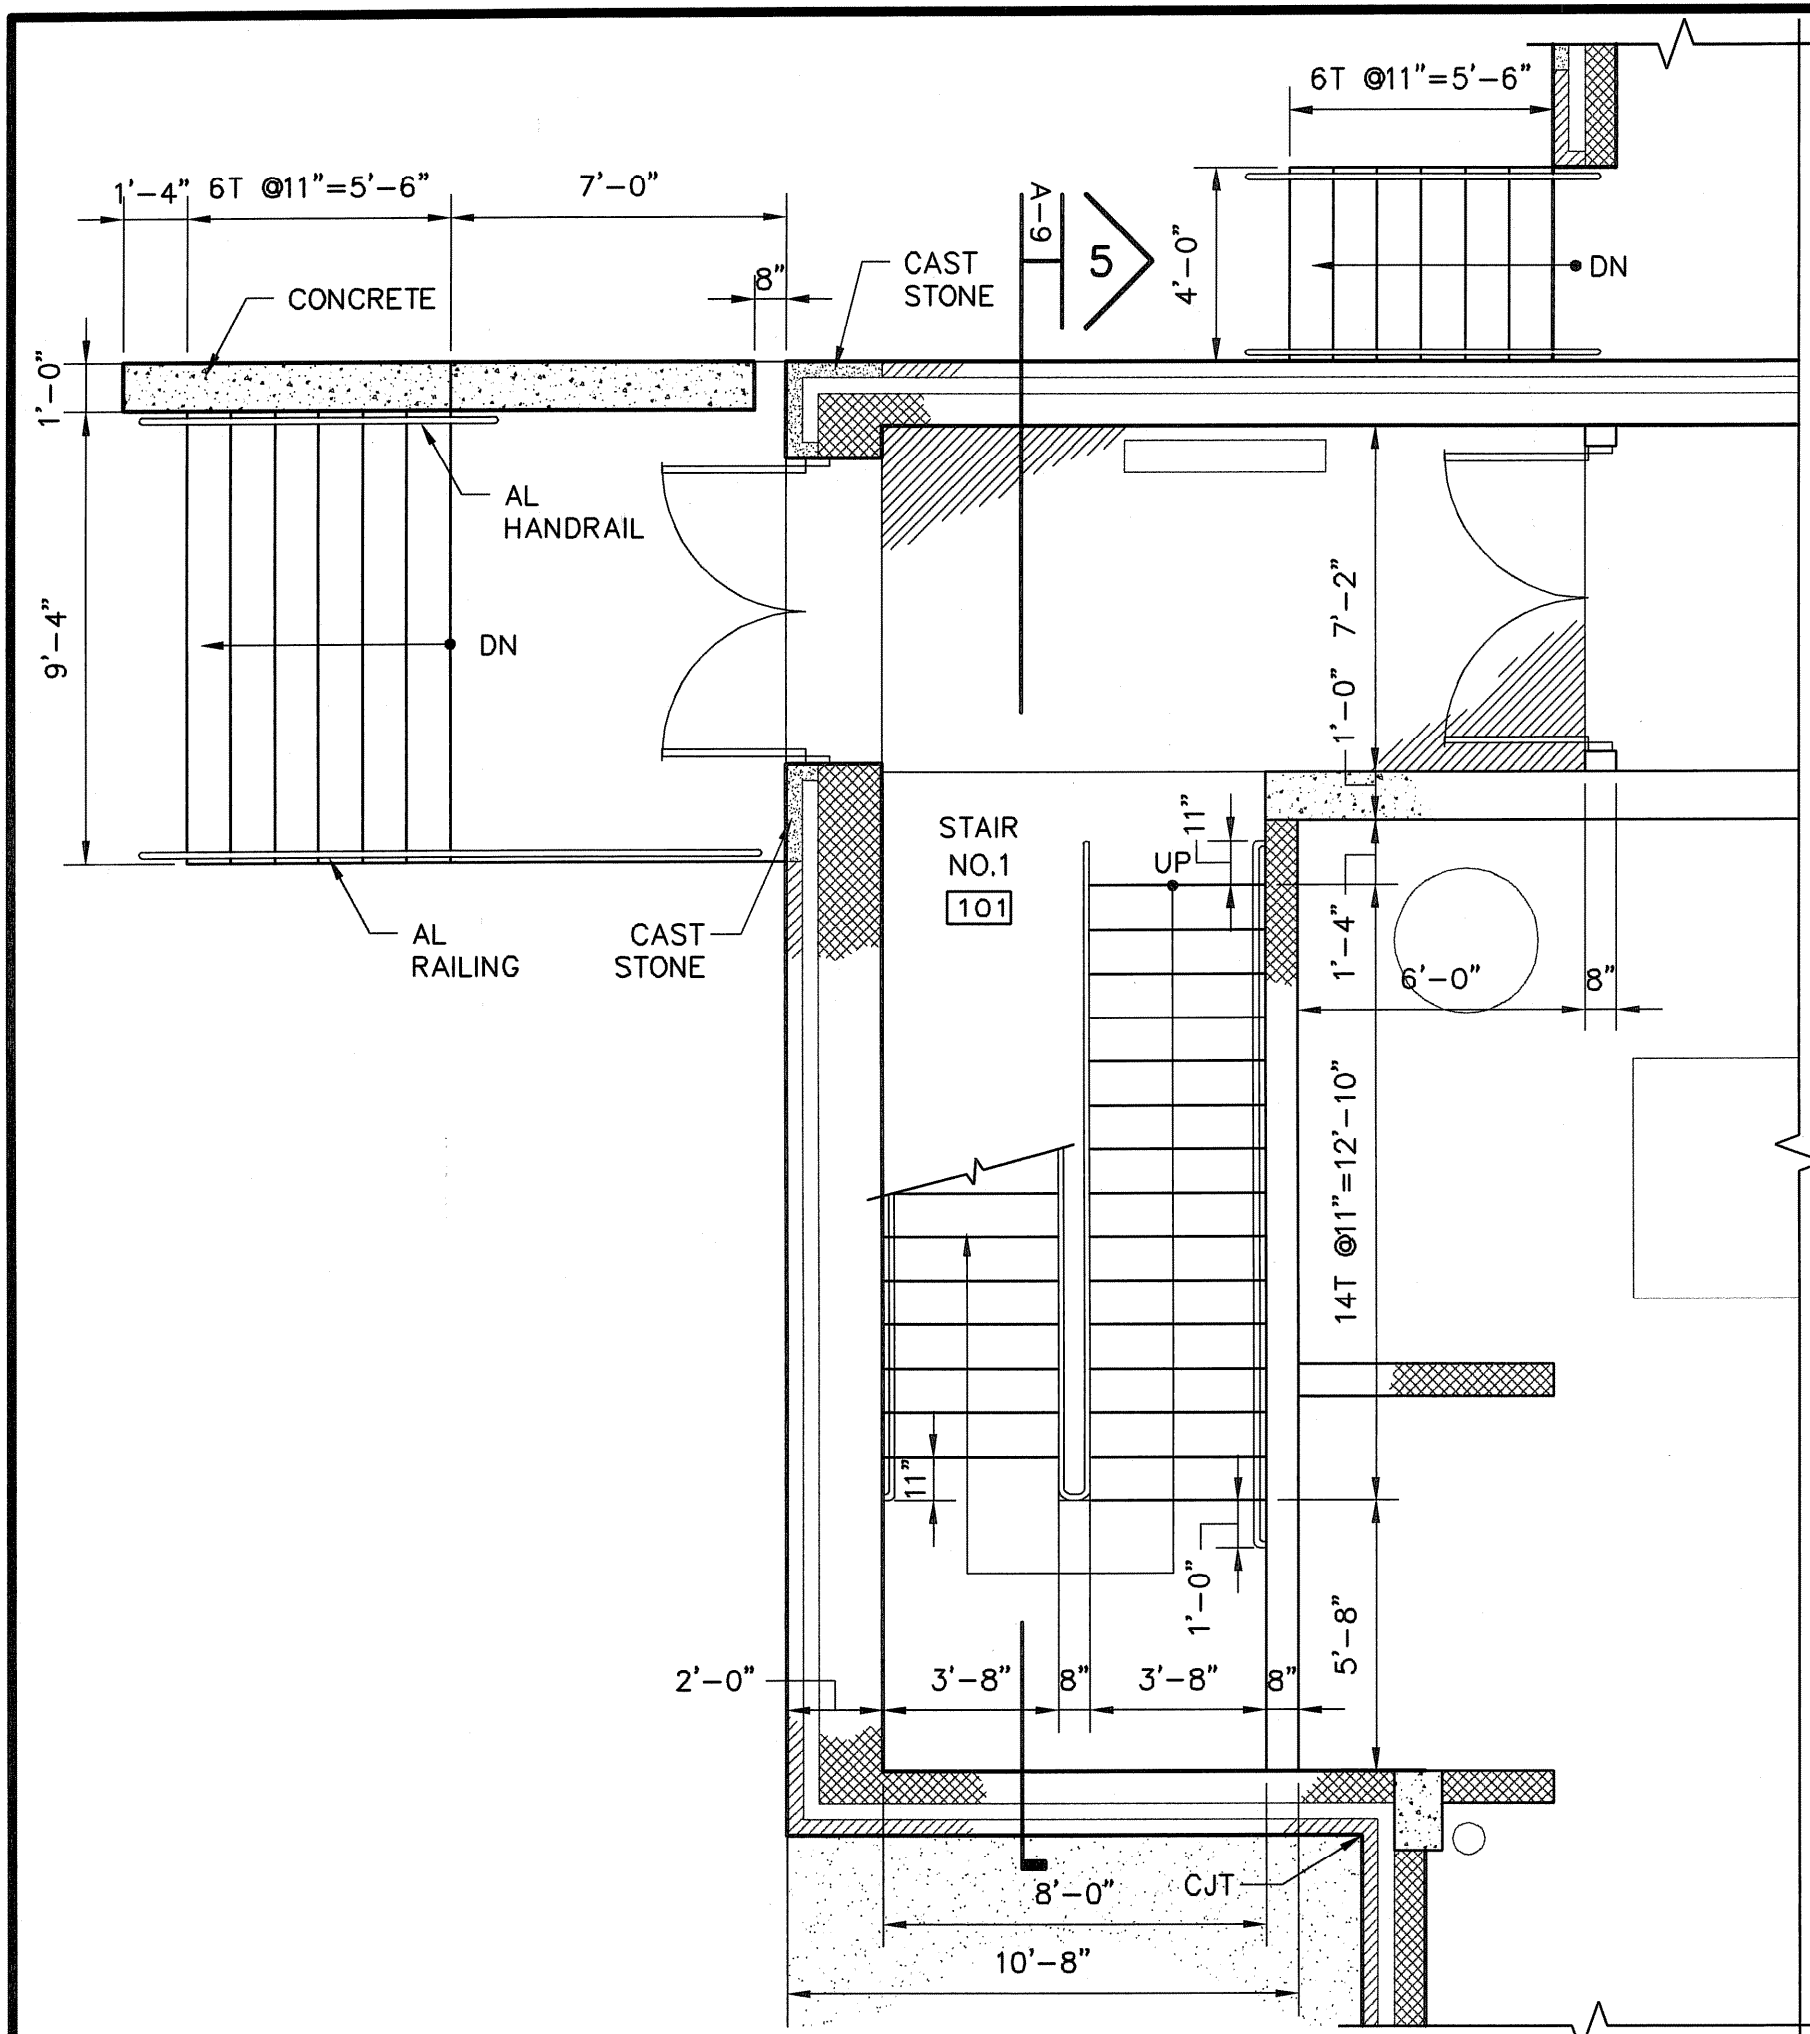 6T @11"=5'-6"
1'-4"
6T @11"=5'-6"
7'-0"
A-9
5
4'-0"
DN
8"
CAST
STONE
CONCRETE
1'-0"
AL
HANDRAIL
9'-4"
DN
7'-2"
1'-0"
STAIR
NO.1
101
11"
UP
AL
RAILING
CAST
STONE
1'-4"
6'-0"
8"
14T @11"=12'-10"
11"
1'-0"
5'-8"
2'-0"
3'-8"
8"
3'-8"
8"
8'-0"
CJT
10'-8"